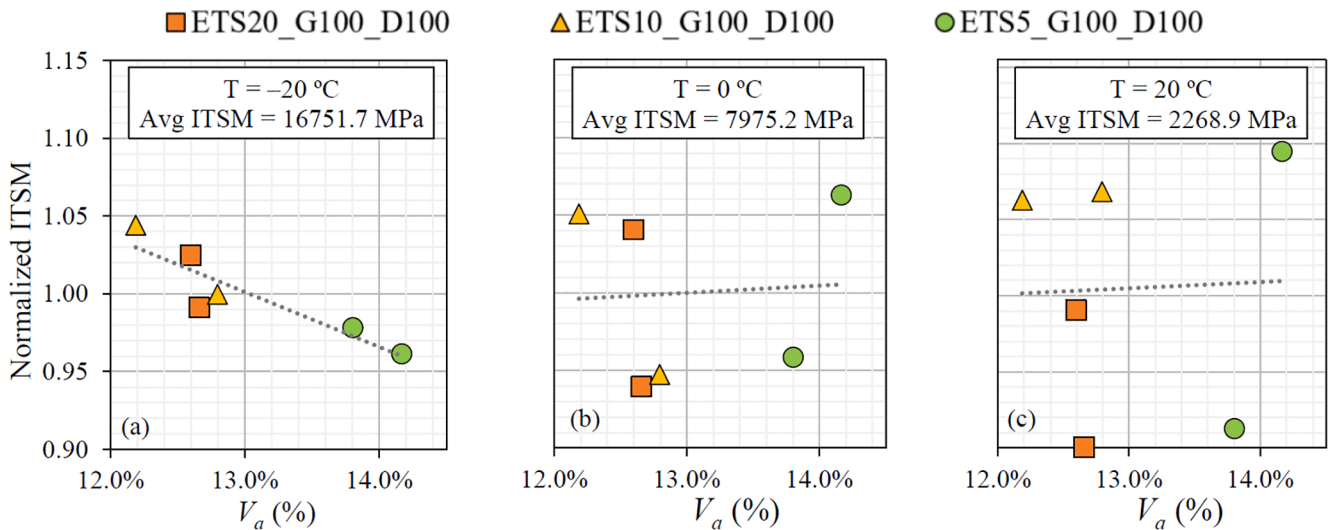 ETS20_G100_D100 ETS10_G100_D100 ETS5_G100_D100
Normalized ITSM
1.15
1.10
1.05
1.00
0.95
0.90
T = –20 ºC
Avg ITSM = 16751.7 MPa
(a)
12.0% 13.0% 14.0%
Va (%)
T = 0 ºC
Avg ITSM = 7975.2 MPa
(b)
12.0% 13.0% 14.0%
Va (%)
T = 20 ºC
Avg ITSM = 2268.9 MPa
(c)
12.0% 13.0% 14.0%
Va (%)